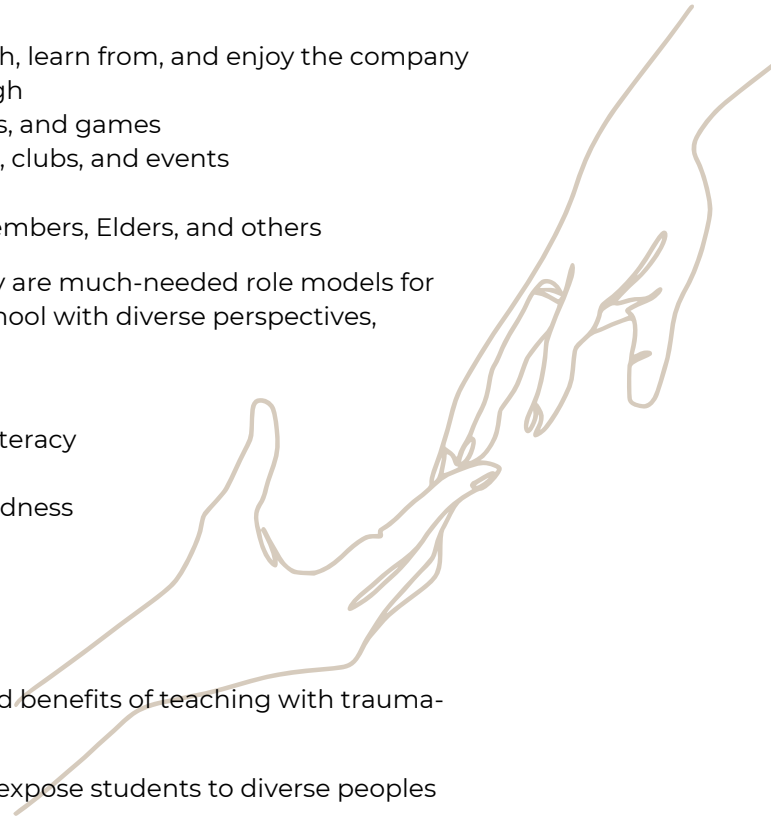 h, learn from, and enjoy the company
gh
s, and games
, clubs, and events
embers, Elders, and others
y are much-needed role models for
hool with diverse perspectives,
teracy
dness
d benefits of teaching with trauma-
expose students to diverse peoples